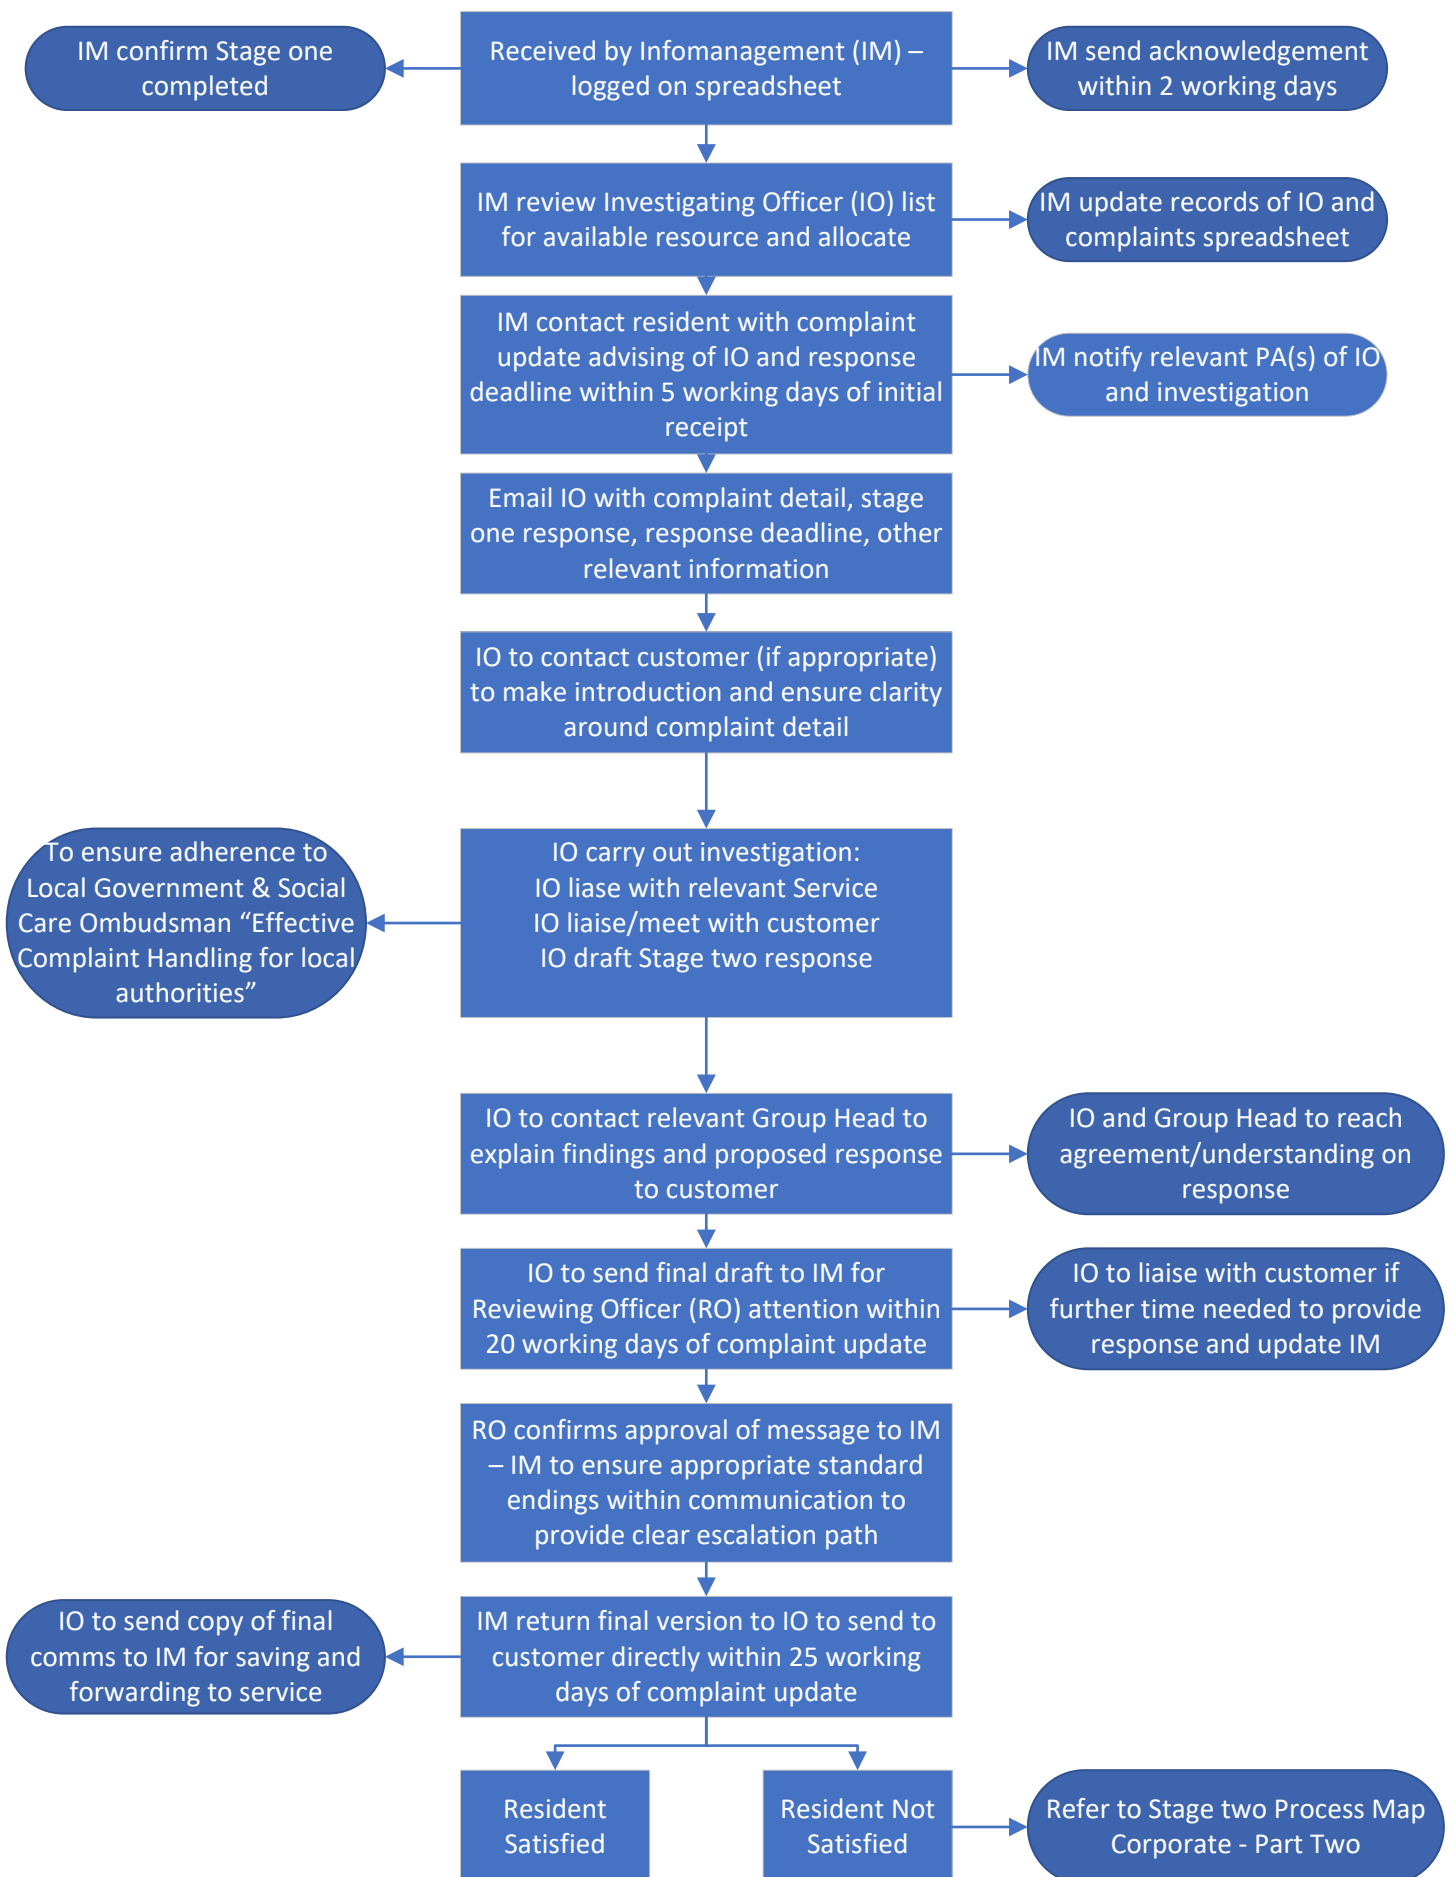 IM confirm Stage one
completed
Received by Infomanagement (IM) –
logged on spreadsheet
IM send acknowledgement
within 2 working days
IM review Investigating Officer (IO) list
for available resource and allocate
IM update records of IO and
complaints spreadsheet
IM contact resident with complaint
update advising of IO and response
deadline within 5 working days of initial
receipt
IM notify relevant PA(s) of IO
and investigation
Email IO with complaint detail, stage
one response, response deadline, other
relevant information
IO to contact customer (if appropriate)
to make introduction and ensure clarity
around complaint detail
To ensure adherence to
Local Government & Social
Care Ombudsman “Effective
Complaint Handling for local
authorities”
IO carry out investigation:
IO liase with relevant Service
IO liaise/meet with customer
IO draft Stage two response
IO to contact relevant Group Head to
explain findings and proposed response
to customer
IO and Group Head to reach
agreement/understanding on
response
IO to send final draft to IM for
Reviewing Officer (RO) attention within
20 working days of complaint update
IO to liaise with customer if
further time needed to provide
response and update IM
RO confirms approval of message to IM
– IM to ensure appropriate standard
endings within communication to
provide clear escalation path
IO to send copy of final
comms to IM for saving and
forwarding to service
IM return final version to IO to send to
customer directly within 25 working
days of complaint update
Resident
Satisfied
Resident Not
Satisfied
Refer to Stage two Process Map
Corporate - Part Two